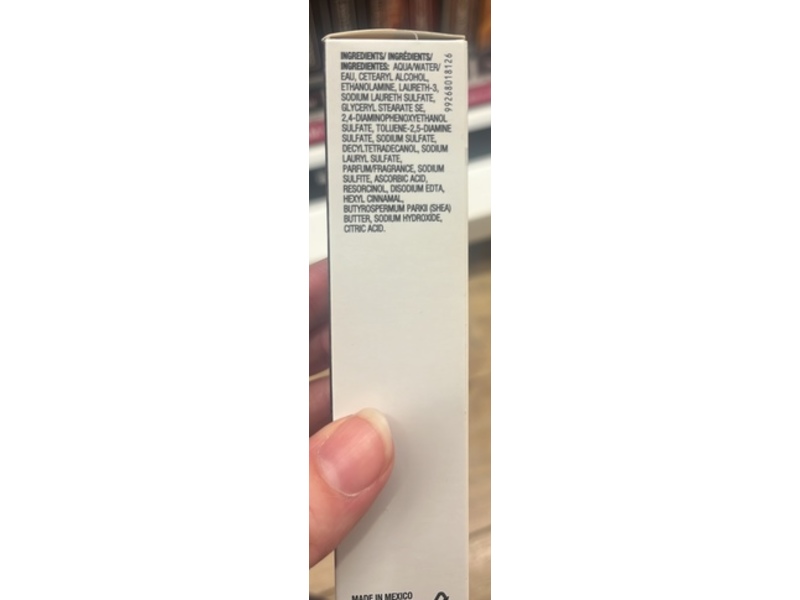 INGREDIENTS/ INGRÉDIENTS/
INGREDIENTES: AQUA/WATER/
EAU, CETEARYL ALCOHOL,
ETHANOLAMINE, LAURETH-3,
SODIUM LAURETH SULFATE,
GLYCERYL STEARATE SE,
2,4-DIAMINOPHENOXYETHANOL
SULFATE, TOLUENE-2,5-DIAMINE
SULFATE, SODIUM SULFATE,
DECYLTETRADECANOL, SODIUM
LAURYL SULFATE,
PARFUM/FRAGRANCE, SODIUM
SULFITE, ASCORBIC ACID,
RESORCINOL, DISODIUM EDTA,
HEXYL CINNAMAL,
BUTYROSPERMUM PARKII (SHEA)
BUTTER, SODIUM HYDROXIDE,
CITRIC ACID.
99268018126
MADE IN MEXICO